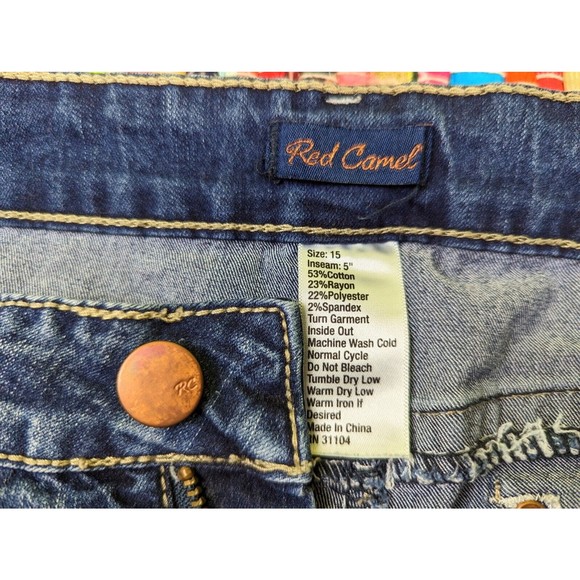 Red Camel
Size: 15
Inseam: 5"
53%Cotton
23%Rayon
22%Polyester
2%Spandex
Turn Garment
Inside Out
Machine Wash Cold
Normal Cycle
Do Not Bleach
Tumble Dry Low
Warm Dry Low
Warm Iron If
Desired
Made In China
IN 31104
RC